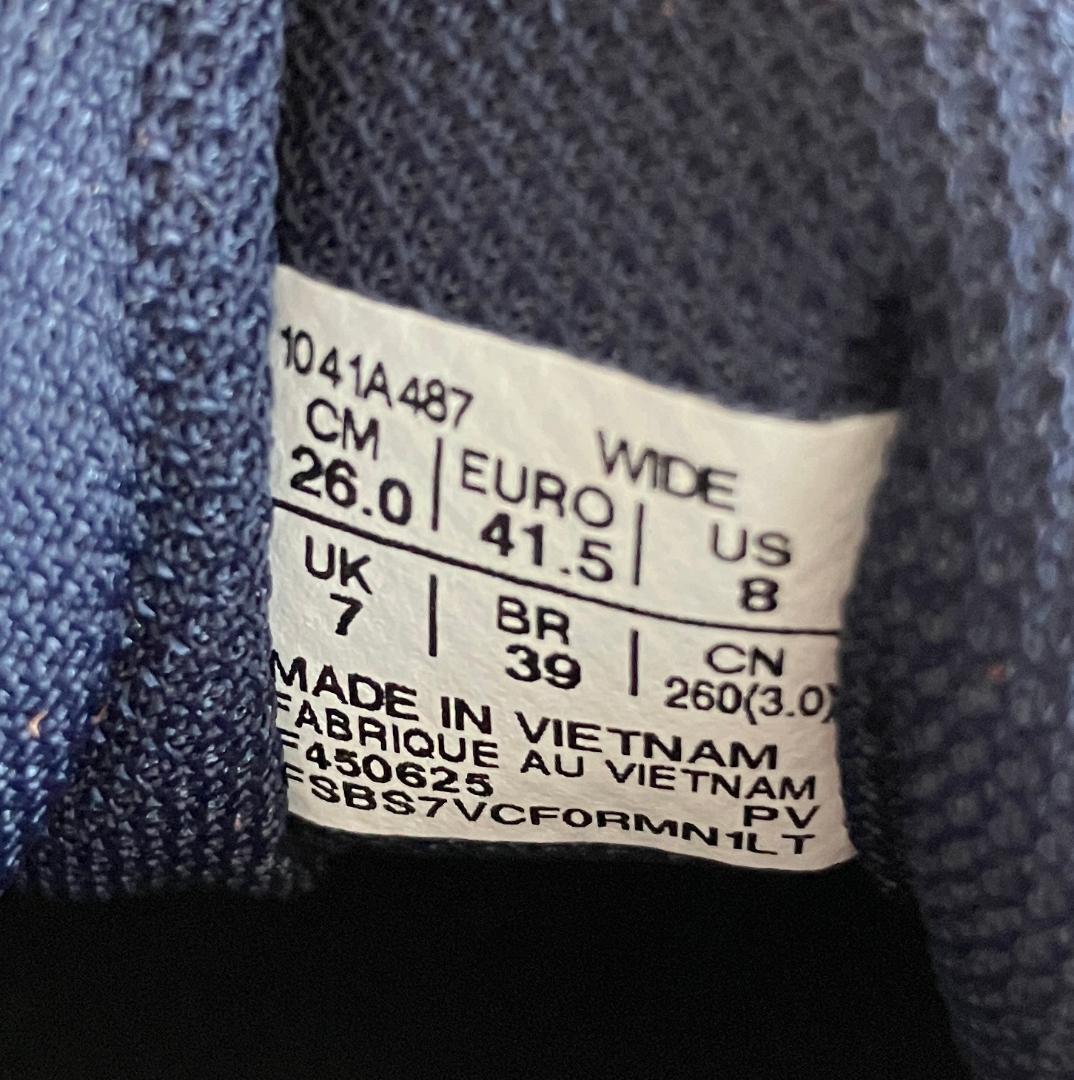 1041A487 WIDE
CM EURO US
26.0 41.5 8
UK BR CN
7 39 260(3.0)
MADE IN VIETNAM
FABRIQUE AU VIETNAM
F450625 PV
FSBS7VCF0RMN1LT